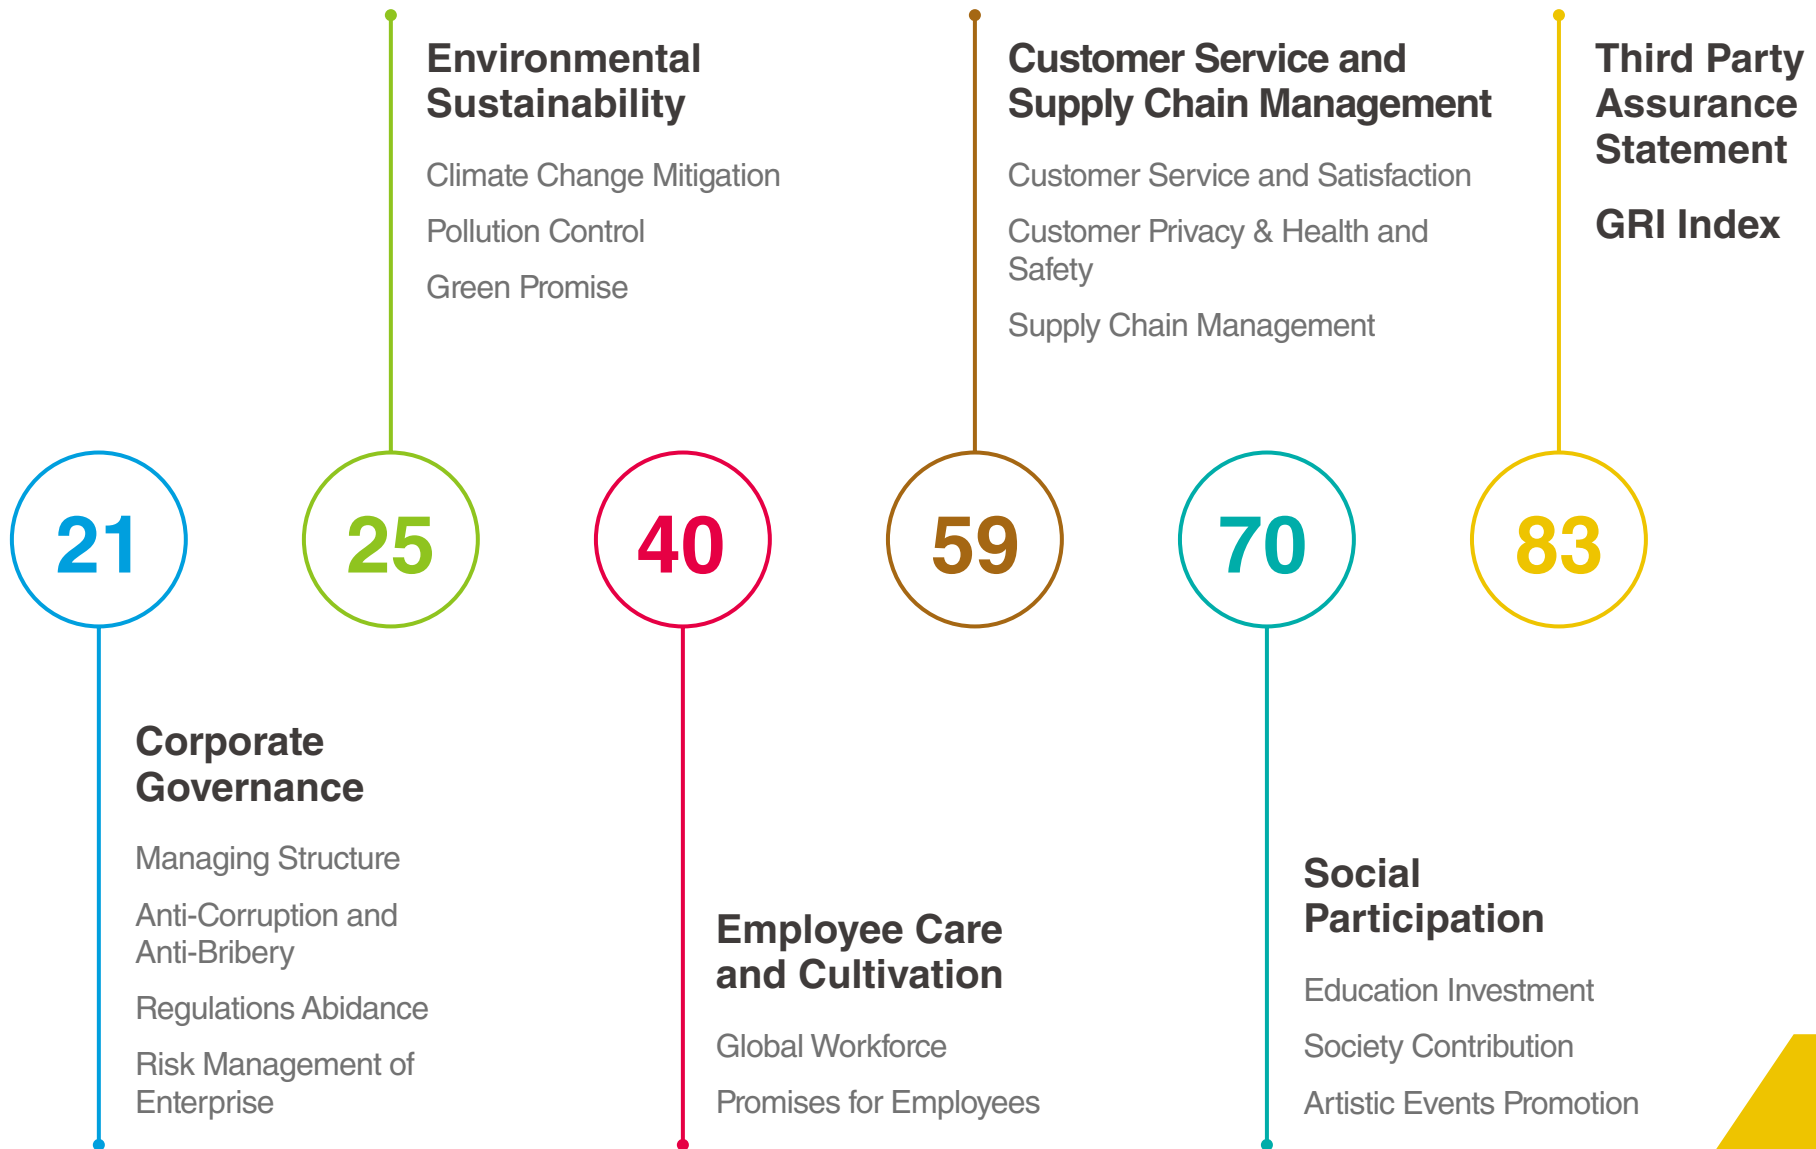 21
Corporate
Governance
Managing Structure
Anti-Corruption and
Anti-Bribery
Regulations Abidance
Risk Management of
Enterprise
25
Environmental
Sustainability
Climate Change Mitigation
Pollution Control
Green Promise
40
Employee Care
and Cultivation
Global Workforce
Promises for Employees
59
Customer Service and
Supply Chain Management
Customer Service and Satisfaction
Customer Privacy & Health and
Safety
Supply Chain Management
70
Social
Participation
Education Investment
Society Contribution
Artistic Events Promotion
83
Third Party
Assurance
Statement
GRI Index